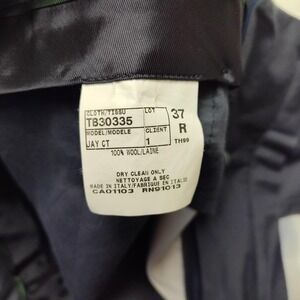 CLOTH/TISSU LOT 37
TB30335
MODEL/MODELE CLIENT R
JAY CT 1 TH99
100% WOOL/LAINE
DRY CLEAN ONLY
NETTOYAGE A SEC
MADE IN ITALY/FABRIQUE EN ITALIE
CA01103 RN91013